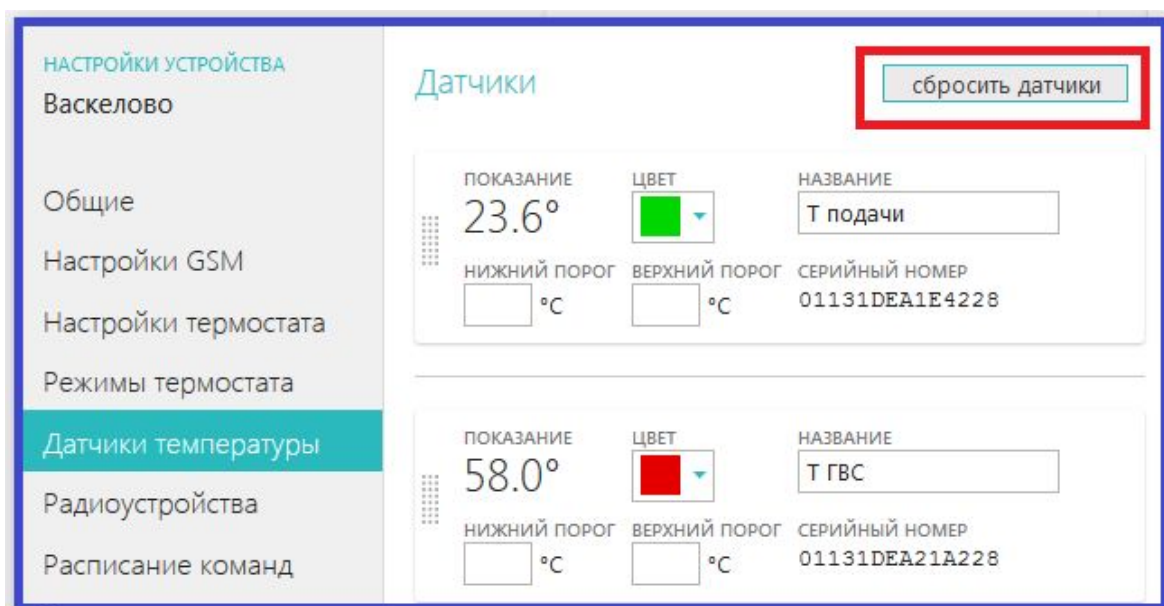 НАСТРОЙКИ УСТРОЙСТВА
Васкелово
Общие
Настройки GSM
Настройки термостата
Режимы термостата
Датчики температуры
Радиоустройства
Расписание команд
Датчики
сбросить датчики
ПОКАЗАНИЕ ЦВЕТ НАЗВАНИЕ
23.6° Т подачи
НИЖНИЙ ПОРОГ ВЕРХНИЙ ПОРОГ СЕРИЙНЫЙ НОМЕР
°C °C 01131DEA1E4228
ПОКАЗАНИЕ ЦВЕТ НАЗВАНИЕ
58.0° Т ГВС
НИЖНИЙ ПОРОГ ВЕРХНИЙ ПОРОГ СЕРИЙНЫЙ НОМЕР
°C °C 01131DEA21A228